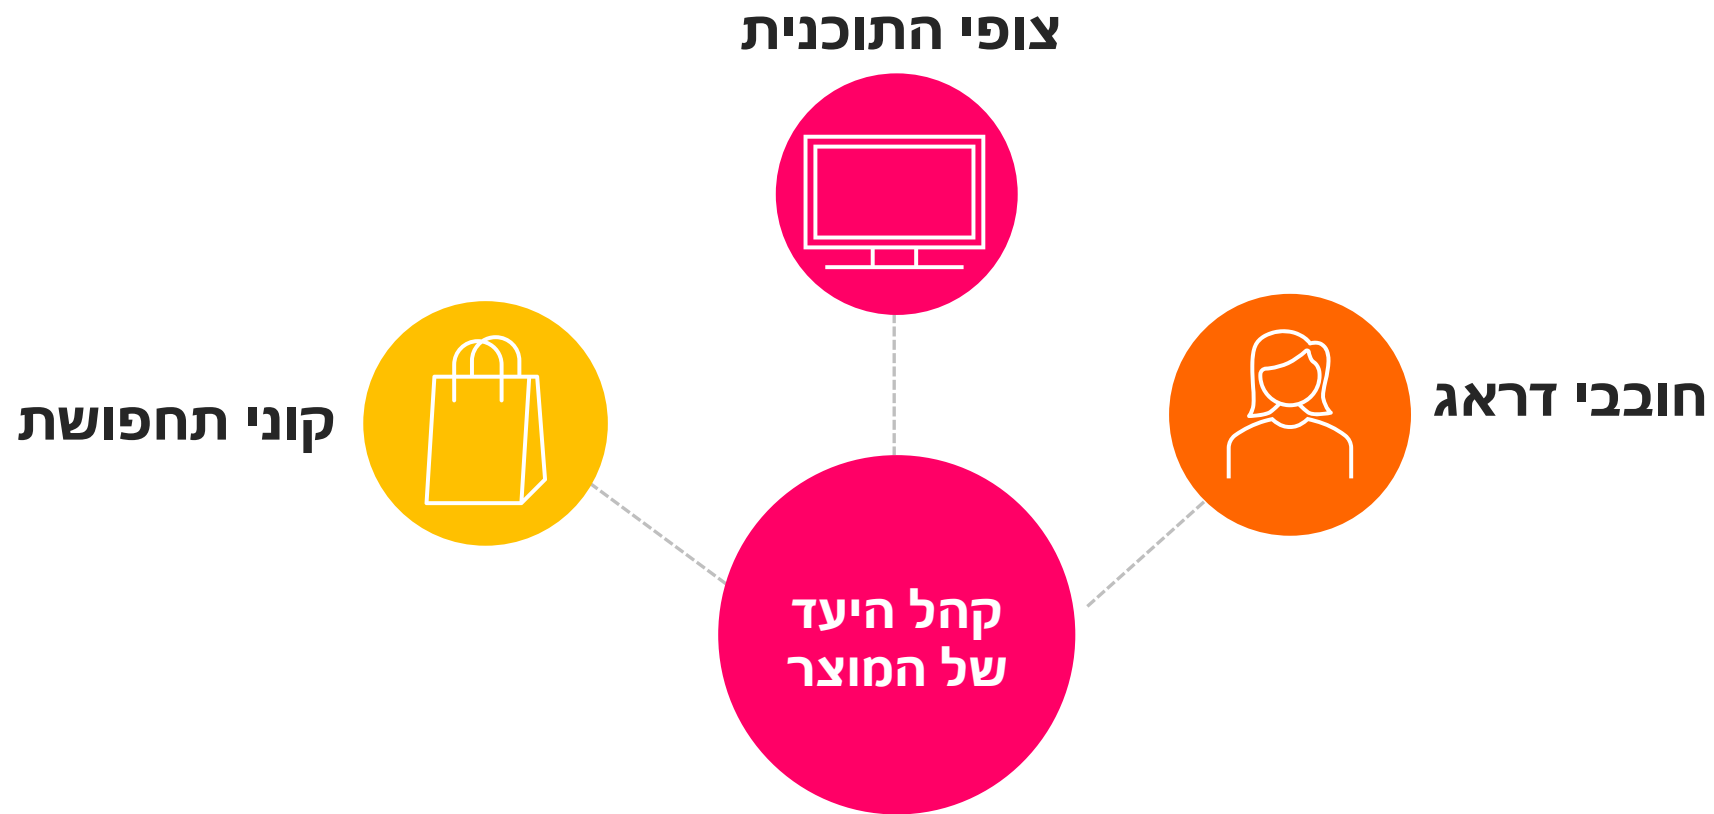 צופי התוכנית
חובבי דראג
קוני תחפושת
קהל היעד
של המוצר